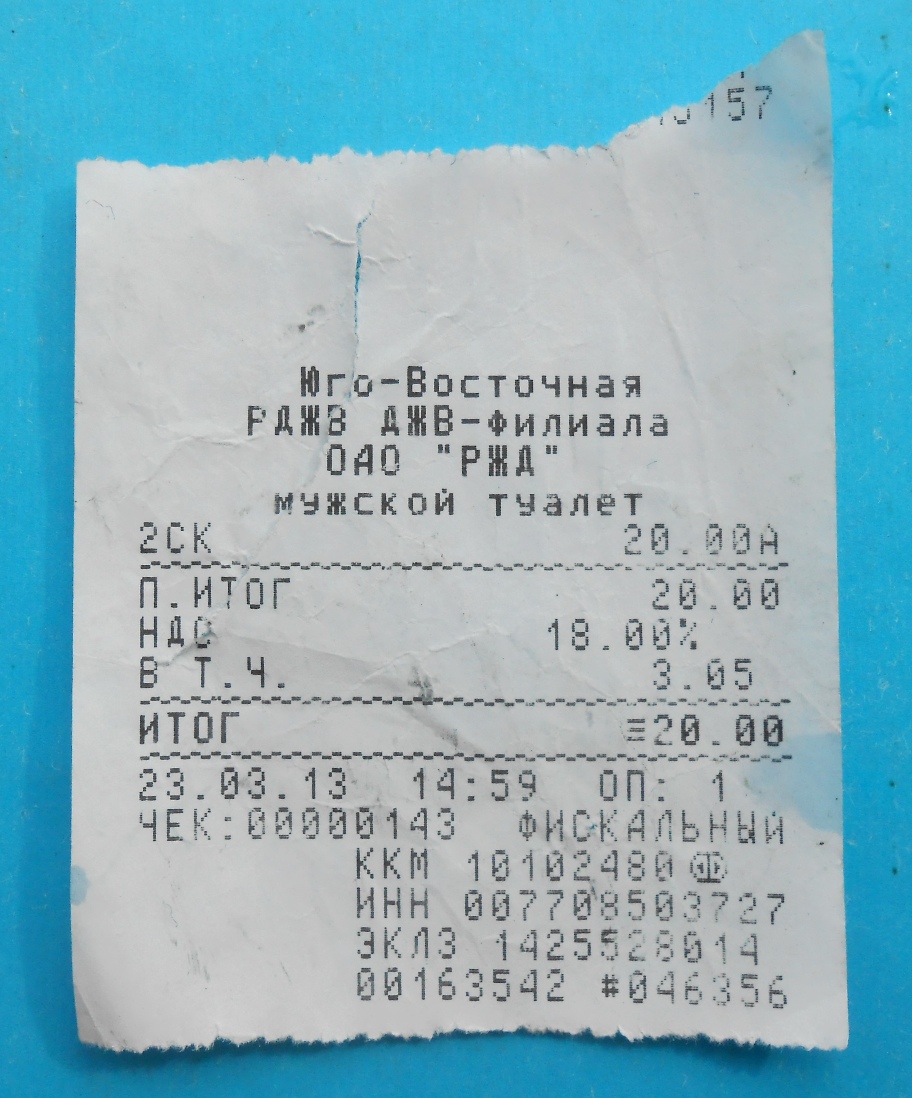 157
Юго-Восточная
РДЖВ ДЖВ-филиала
ОАО "РЖД"
мужской туалет
2СК 20.00А
П.ИТОГ 20.00
НДС 18.00%
В Т.Ч. 3.05
ИТОГ ≡20.00
23.03.13 14:59 ОП: 1
ЧЕК:00000143 ФИСКАЛЬНЫЙ
ККМ 10102480
ИНН 007708503727
ЭКЛЗ 1425528014
00163542 #046356